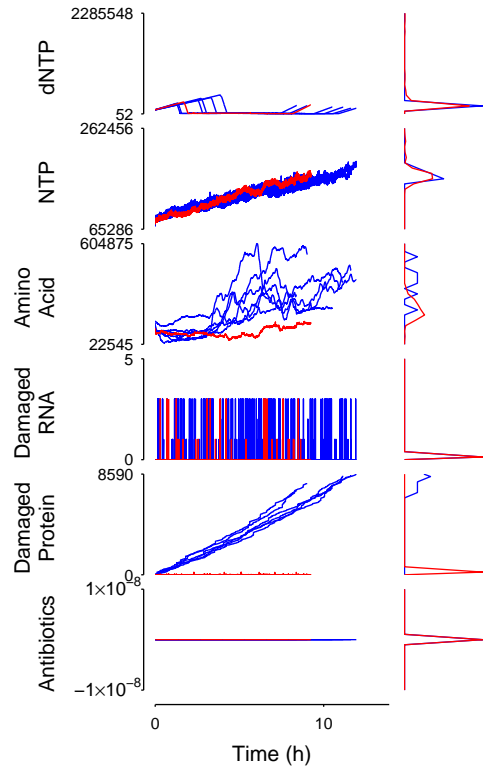 2285548
dNTP
52
262456
NTP
65286
604875
Amino
Acid
22545
5
Damaged
RNA
0
8590
Damaged
Protein
0
1×10⁻⁸
Antibiotics
−1×10⁻⁸
0 10
Time (h)